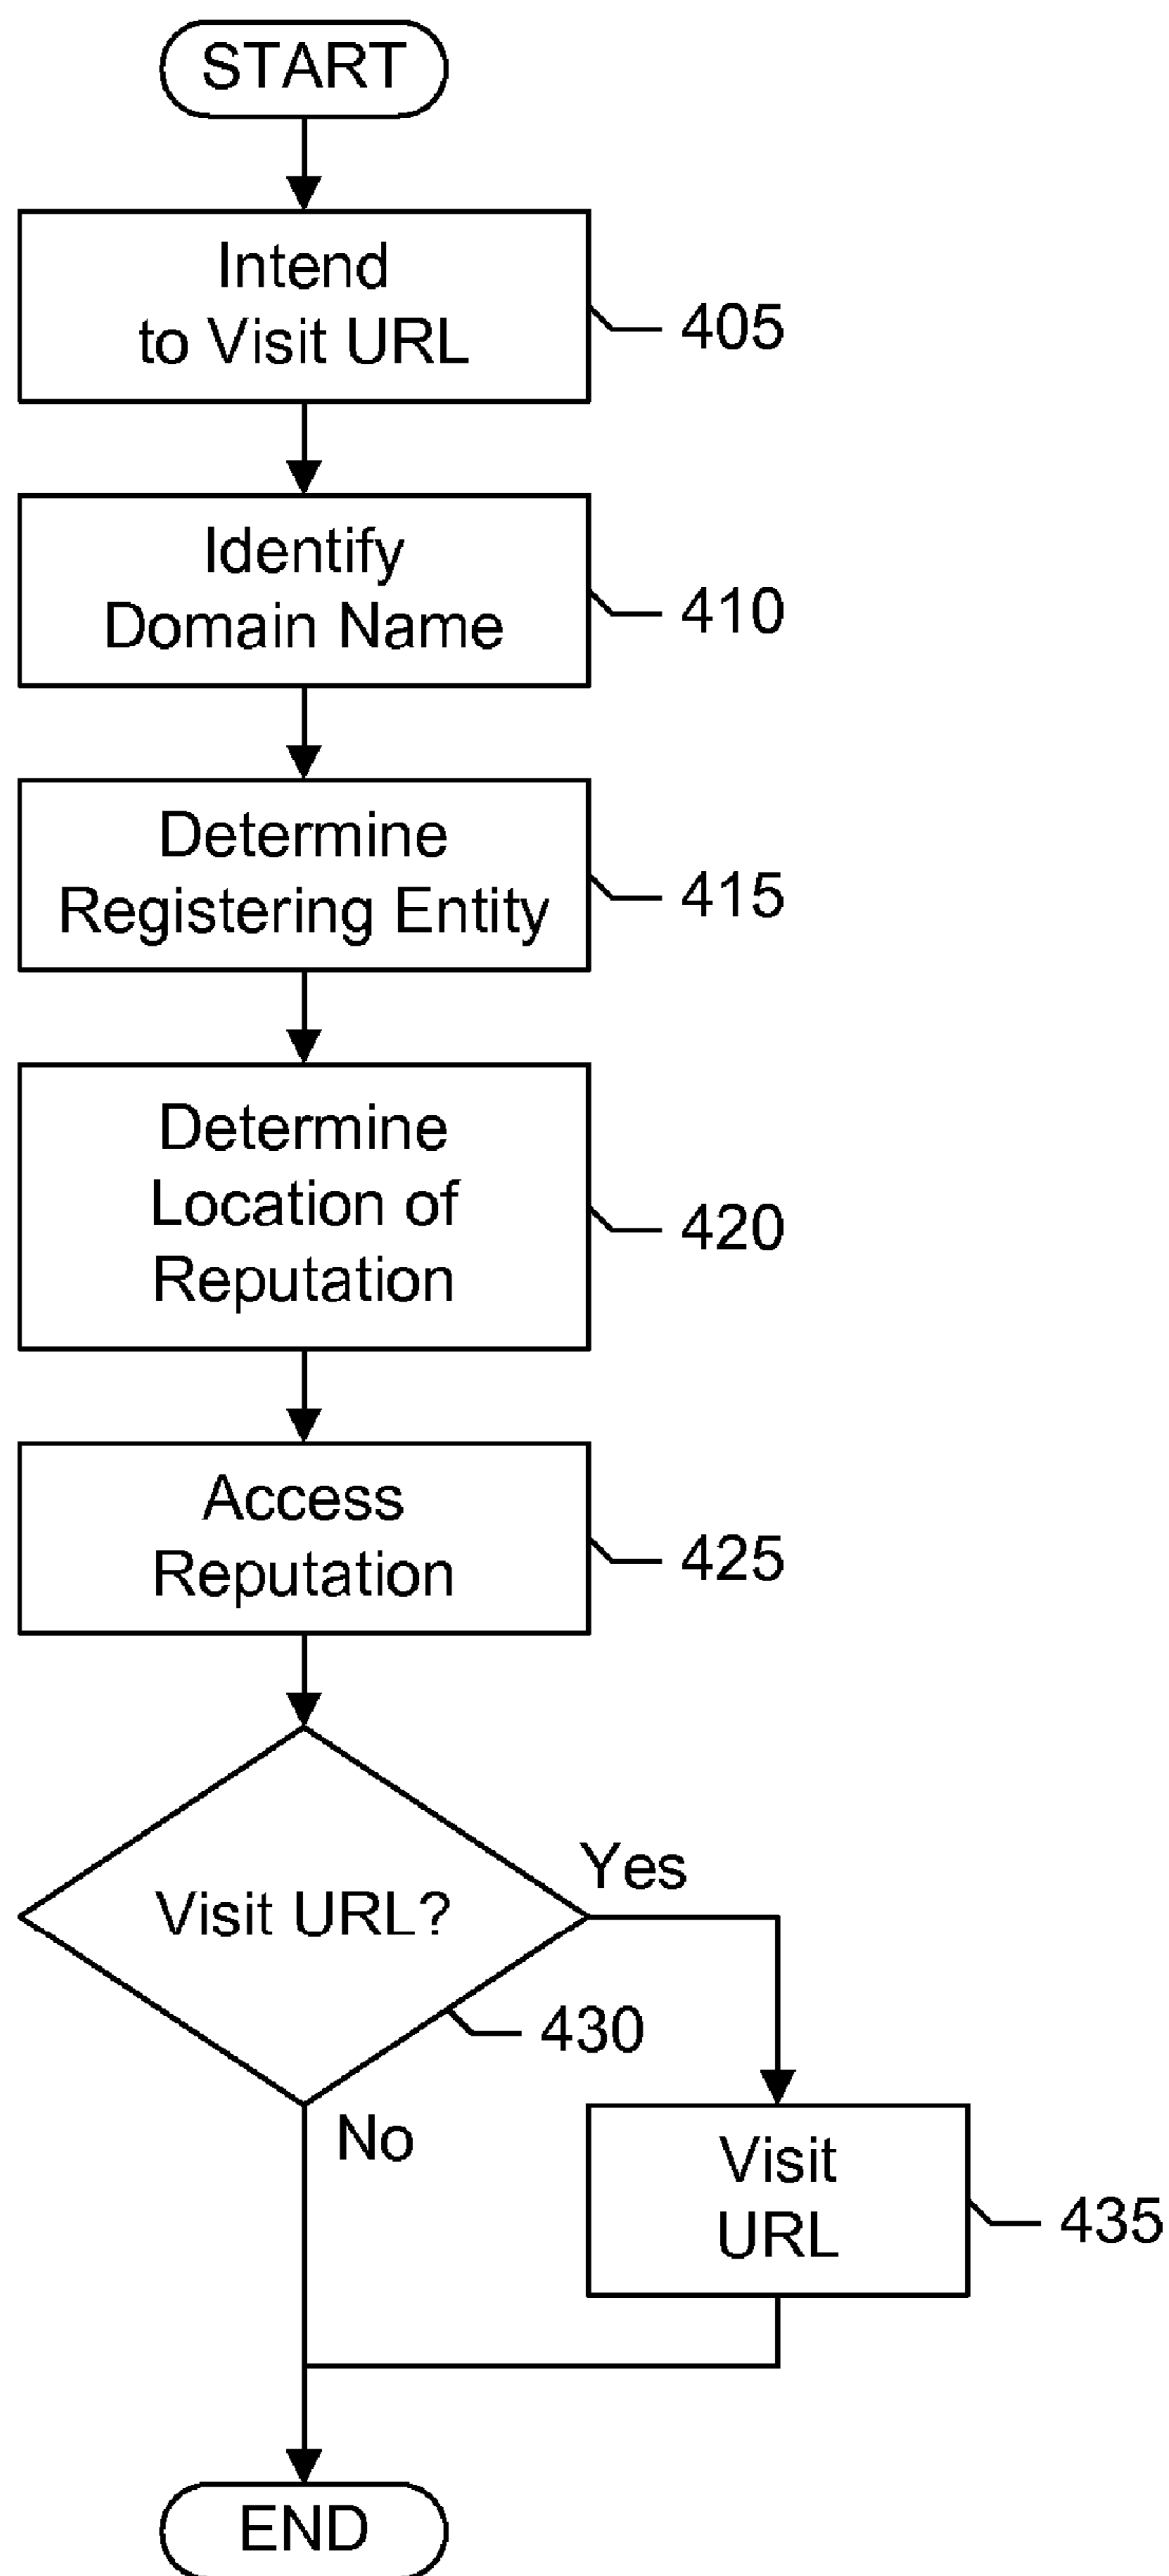 START
Intend
to Visit URL
405
Identify
Domain Name
410
Determine
Registering Entity
415
Determine
Location of
Reputation
420
Access
Reputation
425
Visit URL?
Yes
430
No
Visit
URL
435
END